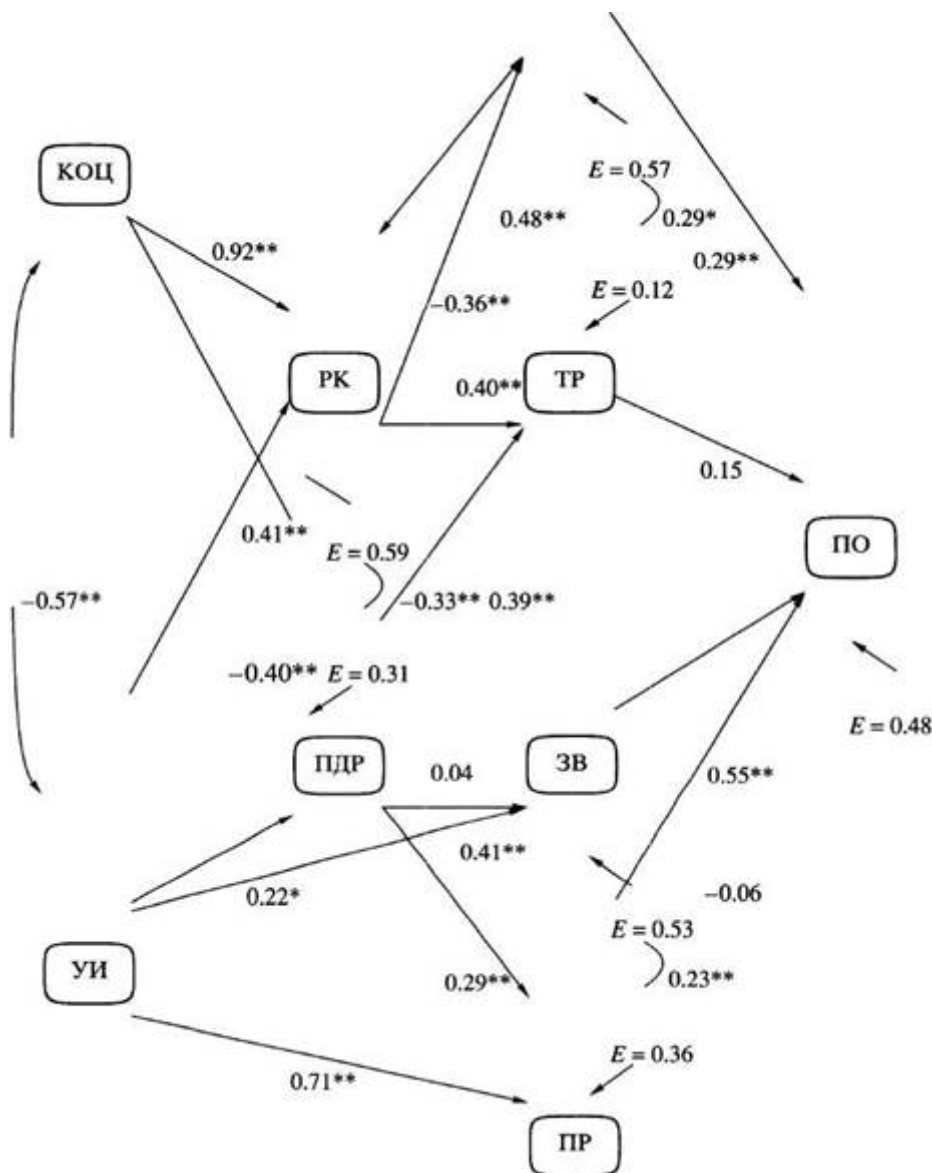 КОЦ
E = 0.57
0.48**
0.29*
0.92**
0.29**
E = 0.12
−0.36**
РК
0.40**
ТР
0.15
0.41**
E = 0.59
ПО
−0.57**
−0.33** 0.39**
−0.40**
E = 0.31
E = 0.48
ПДР
0.04
ЗВ
0.55**
0.41**
0.22*
−0.06
E = 0.53
УИ
0.29**
0.23**
E = 0.36
0.71**
ПР